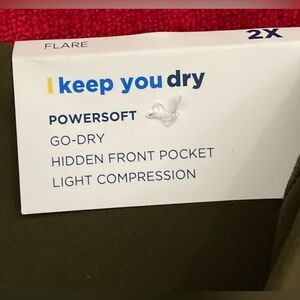 FLARE 2X
I keep you dry
POWERSOFT
GO-DRY
HIDDEN FRONT POCKET
LIGHT COMPRESSION